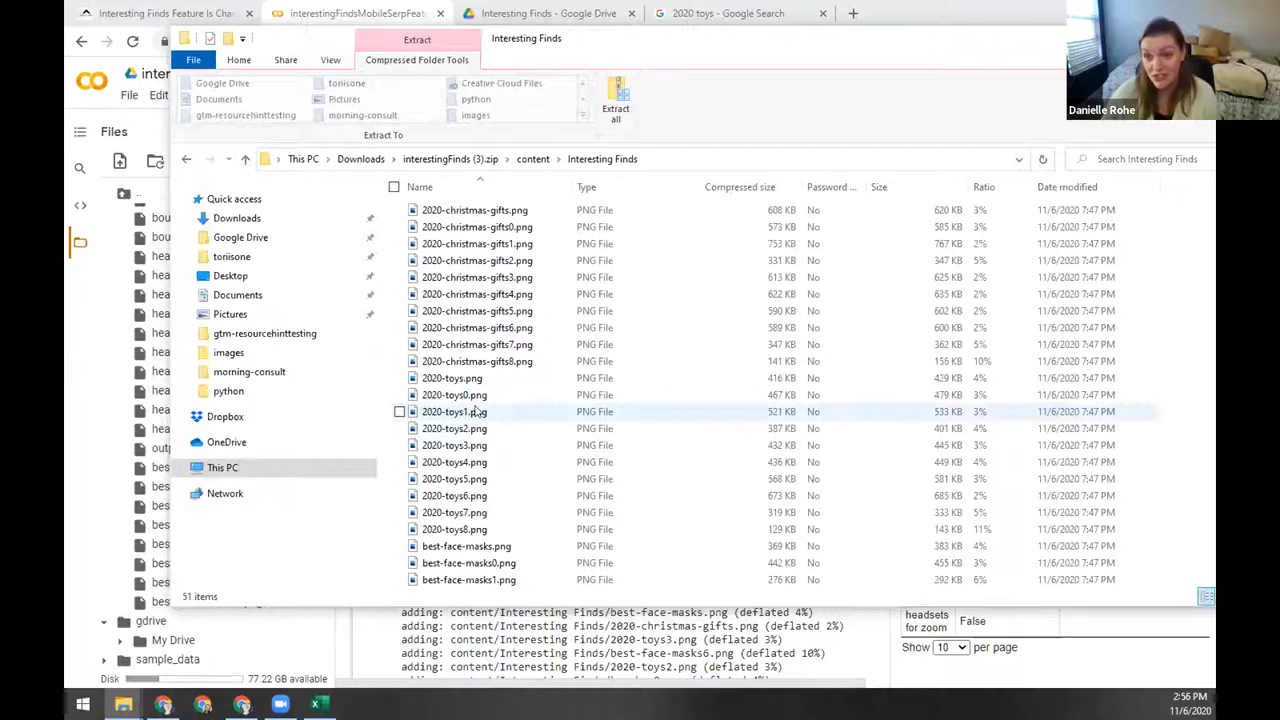 Interesting Finds Feature Is Cha
interestingFindsMobileSerpFeat
Interesting Finds - Google Drive
2020 toys - Google Search
Extract
Interesting Finds
File
Home
Share
View
Compressed Folder Tools
Google Drive
toriisone
Creative Cloud Files
Documents
Pictures
python
gtm-resourcehinttesting
morning-consult
images
Extract To
Extract
all
Danielle Rohe
inter
File
Edit
Files
This PC
Downloads
interestingFinds (3).zip
content
Interesting Finds
Search Interesting Finds
Name
Type
Compressed size
Password ...
Size
Ratio
Date modified
2020-christmas-gifts.png PNG File 608 KB No 620 KB 3% 11/6/2020 7:47 PM
2020-christmas-gifts0.png PNG File 573 KB No 585 KB 3% 11/6/2020 7:47 PM
2020-christmas-gifts1.png PNG File 753 KB No 767 KB 2% 11/6/2020 7:47 PM
2020-christmas-gifts2.png PNG File 331 KB No 347 KB 5% 11/6/2020 7:47 PM
2020-christmas-gifts3.png PNG File 613 KB No 625 KB 2% 11/6/2020 7:47 PM
2020-christmas-gifts4.png PNG File 622 KB No 635 KB 2% 11/6/2020 7:47 PM
2020-christmas-gifts5.png PNG File 590 KB No 602 KB 2% 11/6/2020 7:47 PM
2020-christmas-gifts6.png PNG File 589 KB No 600 KB 2% 11/6/2020 7:47 PM
2020-christmas-gifts7.png PNG File 347 KB No 362 KB 5% 11/6/2020 7:47 PM
2020-christmas-gifts8.png PNG File 141 KB No 156 KB 10% 11/6/2020 7:47 PM
2020-toys.png PNG File 416 KB No 429 KB 4% 11/6/2020 7:47 PM
2020-toys0.png PNG File 467 KB No 479 KB 3% 11/6/2020 7:47 PM
2020-toys1.png PNG File 521 KB No 533 KB 3% 11/6/2020 7:47 PM
2020-toys2.png PNG File 387 KB No 401 KB 4% 11/6/2020 7:47 PM
2020-toys3.png PNG File 432 KB No 445 KB 3% 11/6/2020 7:47 PM
2020-toys4.png PNG File 436 KB No 449 KB 4% 11/6/2020 7:47 PM
2020-toys5.png PNG File 568 KB No 581 KB 3% 11/6/2020 7:47 PM
2020-toys6.png PNG File 673 KB No 685 KB 2% 11/6/2020 7:47 PM
2020-toys7.png PNG File 319 KB No 333 KB 5% 11/6/2020 7:47 PM
2020-toys8.png PNG File 129 KB No 143 KB 11% 11/6/2020 7:47 PM
best-face-masks.png PNG File 369 KB No 383 KB 4% 11/6/2020 7:47 PM
best-face-masks0.png PNG File 442 KB No 455 KB 3% 11/6/2020 7:47 PM
best-face-masks1.png PNG File 276 KB No 292 KB 6% 11/6/2020 7:47 PM
Quick access
Downloads
Google Drive
toriisone
Desktop
Documents
Pictures
gtm-resourcehinttesting
images
morning-consult
python
Dropbox
OneDrive
This PC
Network
51 items
..
bou
bou
hea
hea
hea
hea
hea
hea
hea
hea
hea
hea
hea
outp
bes
bes
bes
bes
bes
bes
bes
bes
gdrive
My Drive
sample_data
Disk
77.22 GB available
adding: content/Interesting Finds/best-face-masks.png (deflated 4%)
adding: content/Interesting Finds/2020-christmas-gifts.png (deflated 2%)
adding: content/Interesting Finds/2020-toys3.png (deflated 3%)
adding: content/Interesting Finds/best-face-masks6.png (deflated 10%)
adding: content/Interesting Finds/2020-toys2.png (deflated 3%)
headsets
for zoom
False
Show 10 per page
2:56 PM
11/6/2020